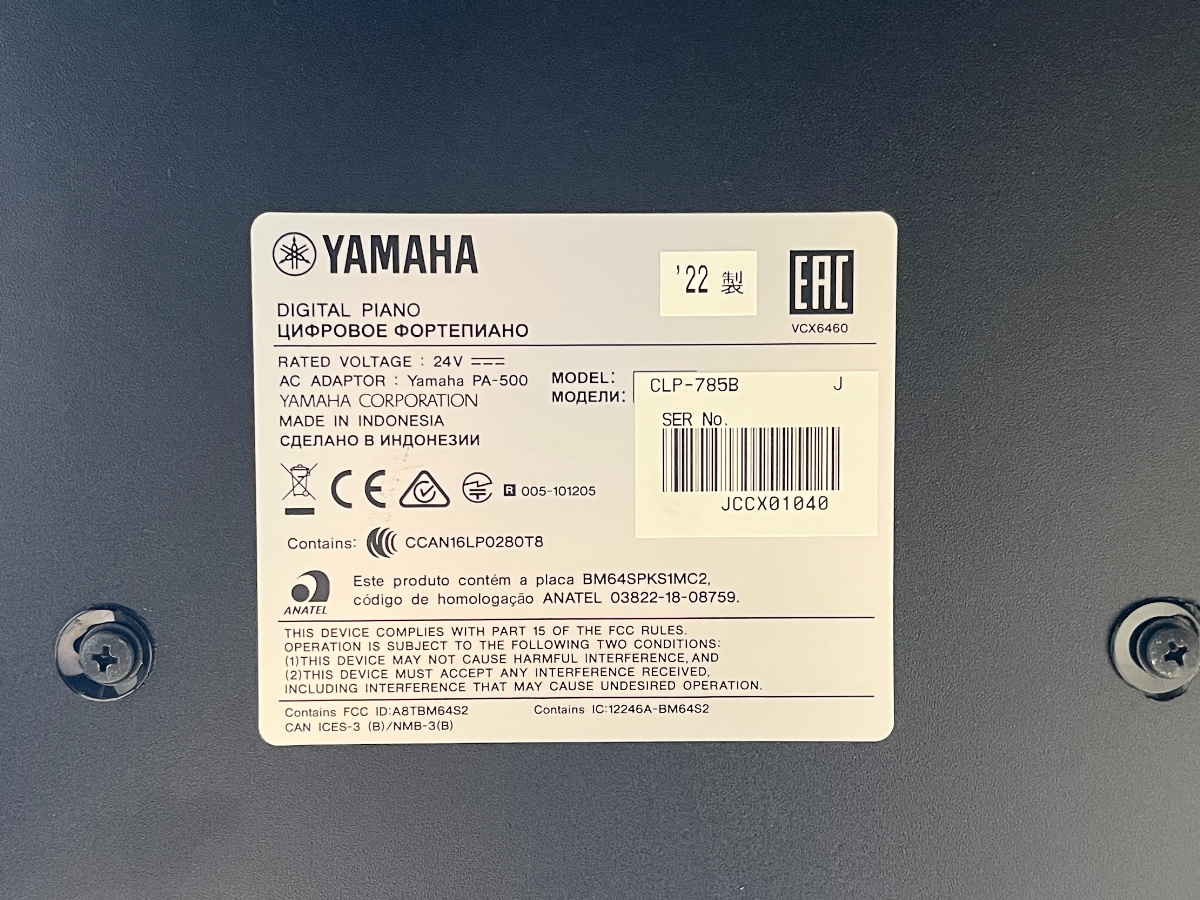 YAMAHA
'22 製
EAC
VCX6460
DIGITAL PIANO
ЦИФРОВОЕ ФОРТЕПИАНО
RATED VOLTAGE : 24V
AC ADAPTOR : Yamaha PA-500
YAMAHA CORPORATION
MADE IN INDONESIA
СДЕЛАНО В ИНДОНЕЗИИ
MODEL:
МОДЕЛИ:
CLP-785B J
SER No.
JCCX01040
CE
R 005-101205
Contains: CCAN16LP0280T8
ANATEL
Este produto contém a placa BM64SPKS1MC2,
código de homologação ANATEL 03822-18-08759.
THIS DEVICE COMPLIES WITH PART 15 OF THE FCC RULES.
OPERATION IS SUBJECT TO THE FOLLOWING TWO CONDITIONS:
(1)THIS DEVICE MAY NOT CAUSE HARMFUL INTERFERENCE, AND
(2)THIS DEVICE MUST ACCEPT ANY INTERFERENCE RECEIVED,
INCLUDING INTERFERENCE THAT MAY CAUSE UNDESIRED OPERATION.
Contains FCC ID:A8TBM64S2 Contains IC:12246A-BM64S2
CAN ICES-3 (B)/NMB-3(B)